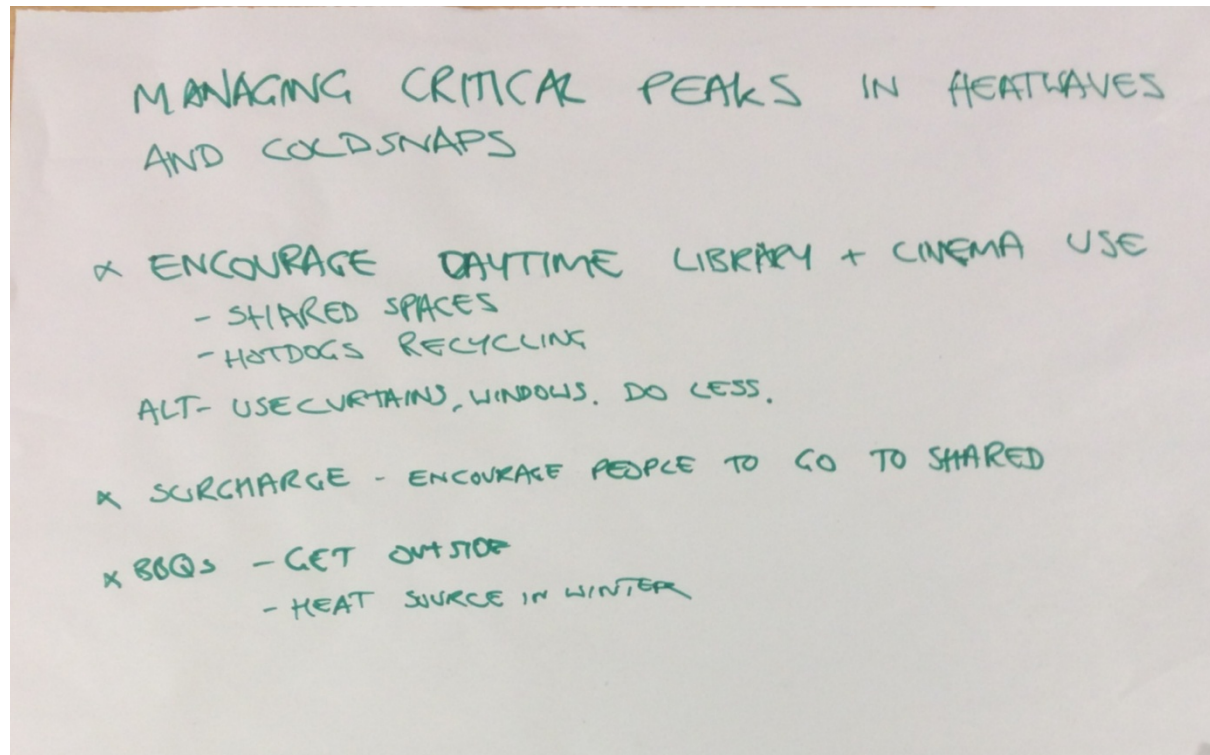 MANAGING CRITICAL PEAKS IN HEATWAVES
AND COLDSNAPS
× ENCOURAGE DAYTIME LIBRARY + CINEMA USE
- SHARED SPACES
- HOTDOGS RECYCLING
ALT- USE CURTAINS, WINDOWS. DO LESS.
× SURCHARGE - ENCOURAGE PEOPLE TO GO TO SHARED
× BBQs - GET OUTSIDE
- HEAT SOURCE IN WINTER